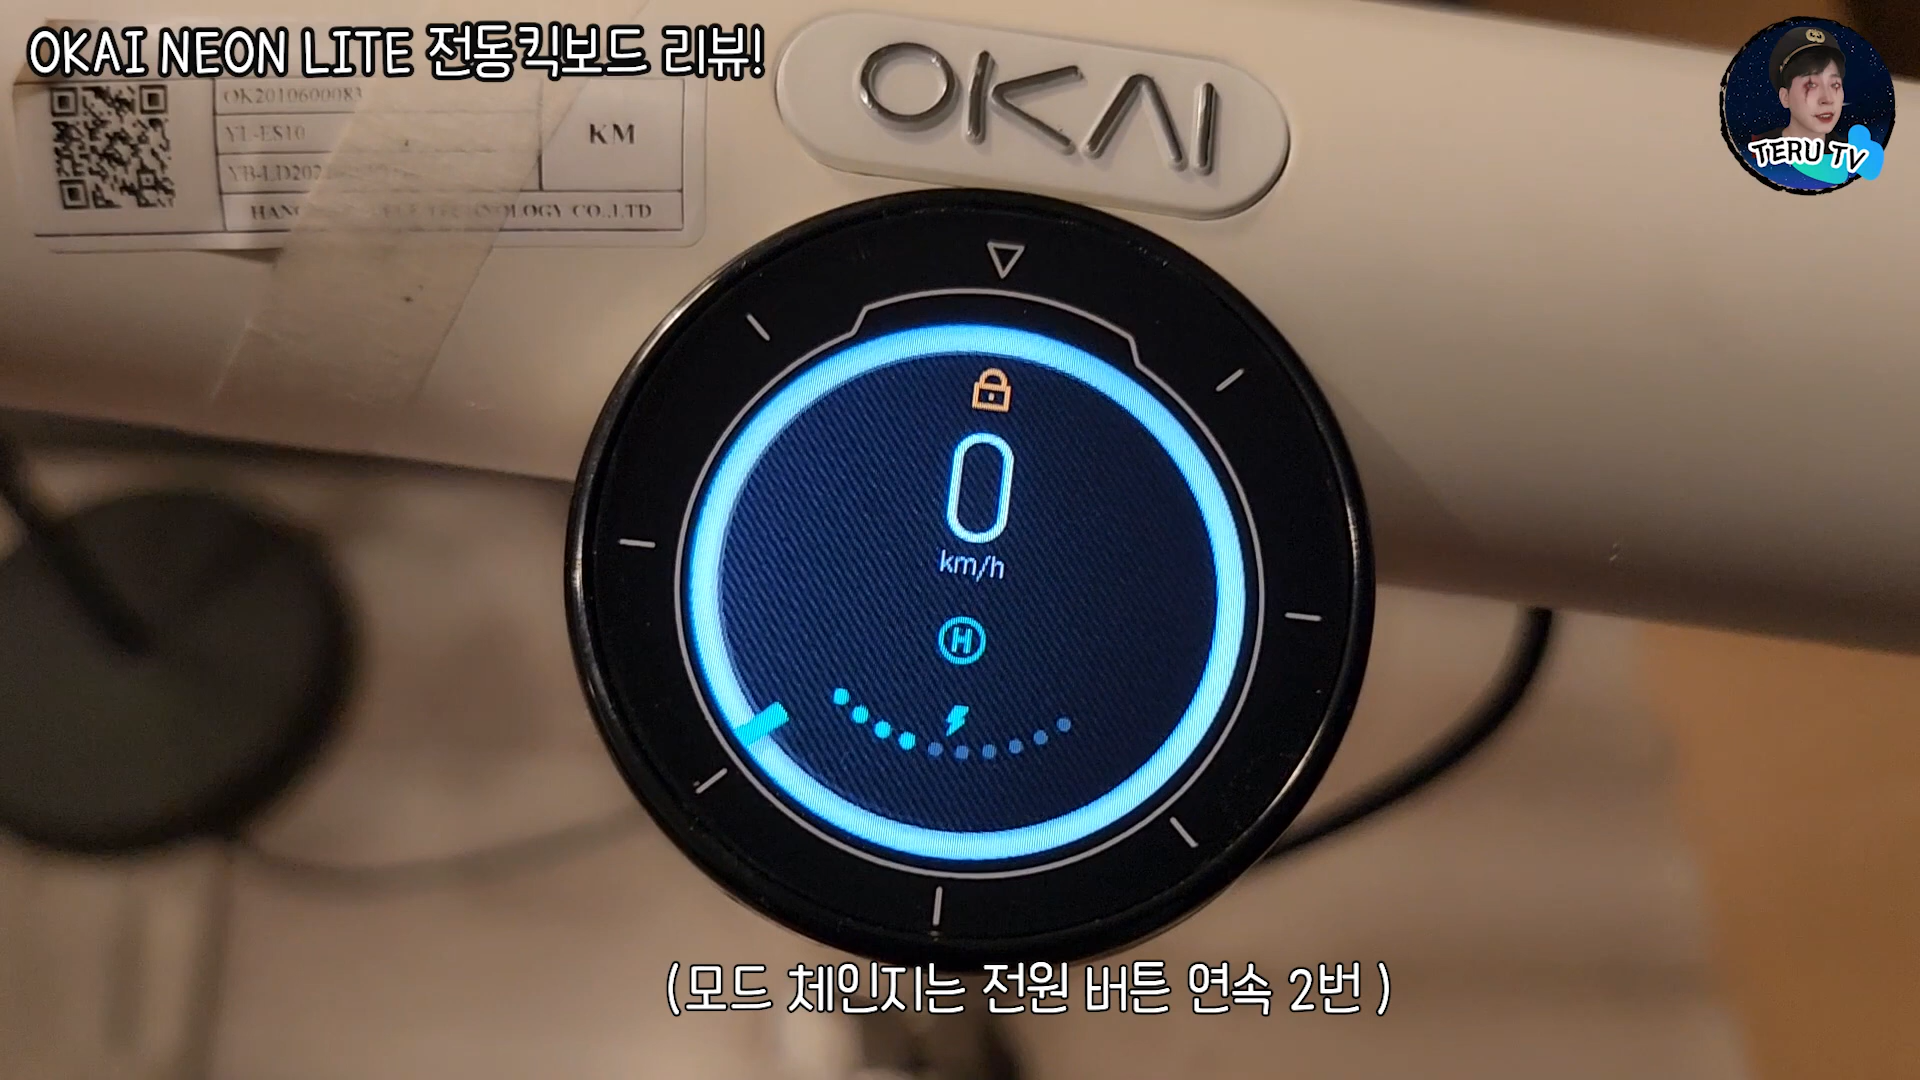 OKAI NEON LITE 전동킥보드 리뷰!
OK2010600083
YL-ES10
KM
TECHNOLOGY CO.,LTD
OKAI
TERU TV
0
km/h
H
(모드 체인지는 전원 버튼 연속 2번 )